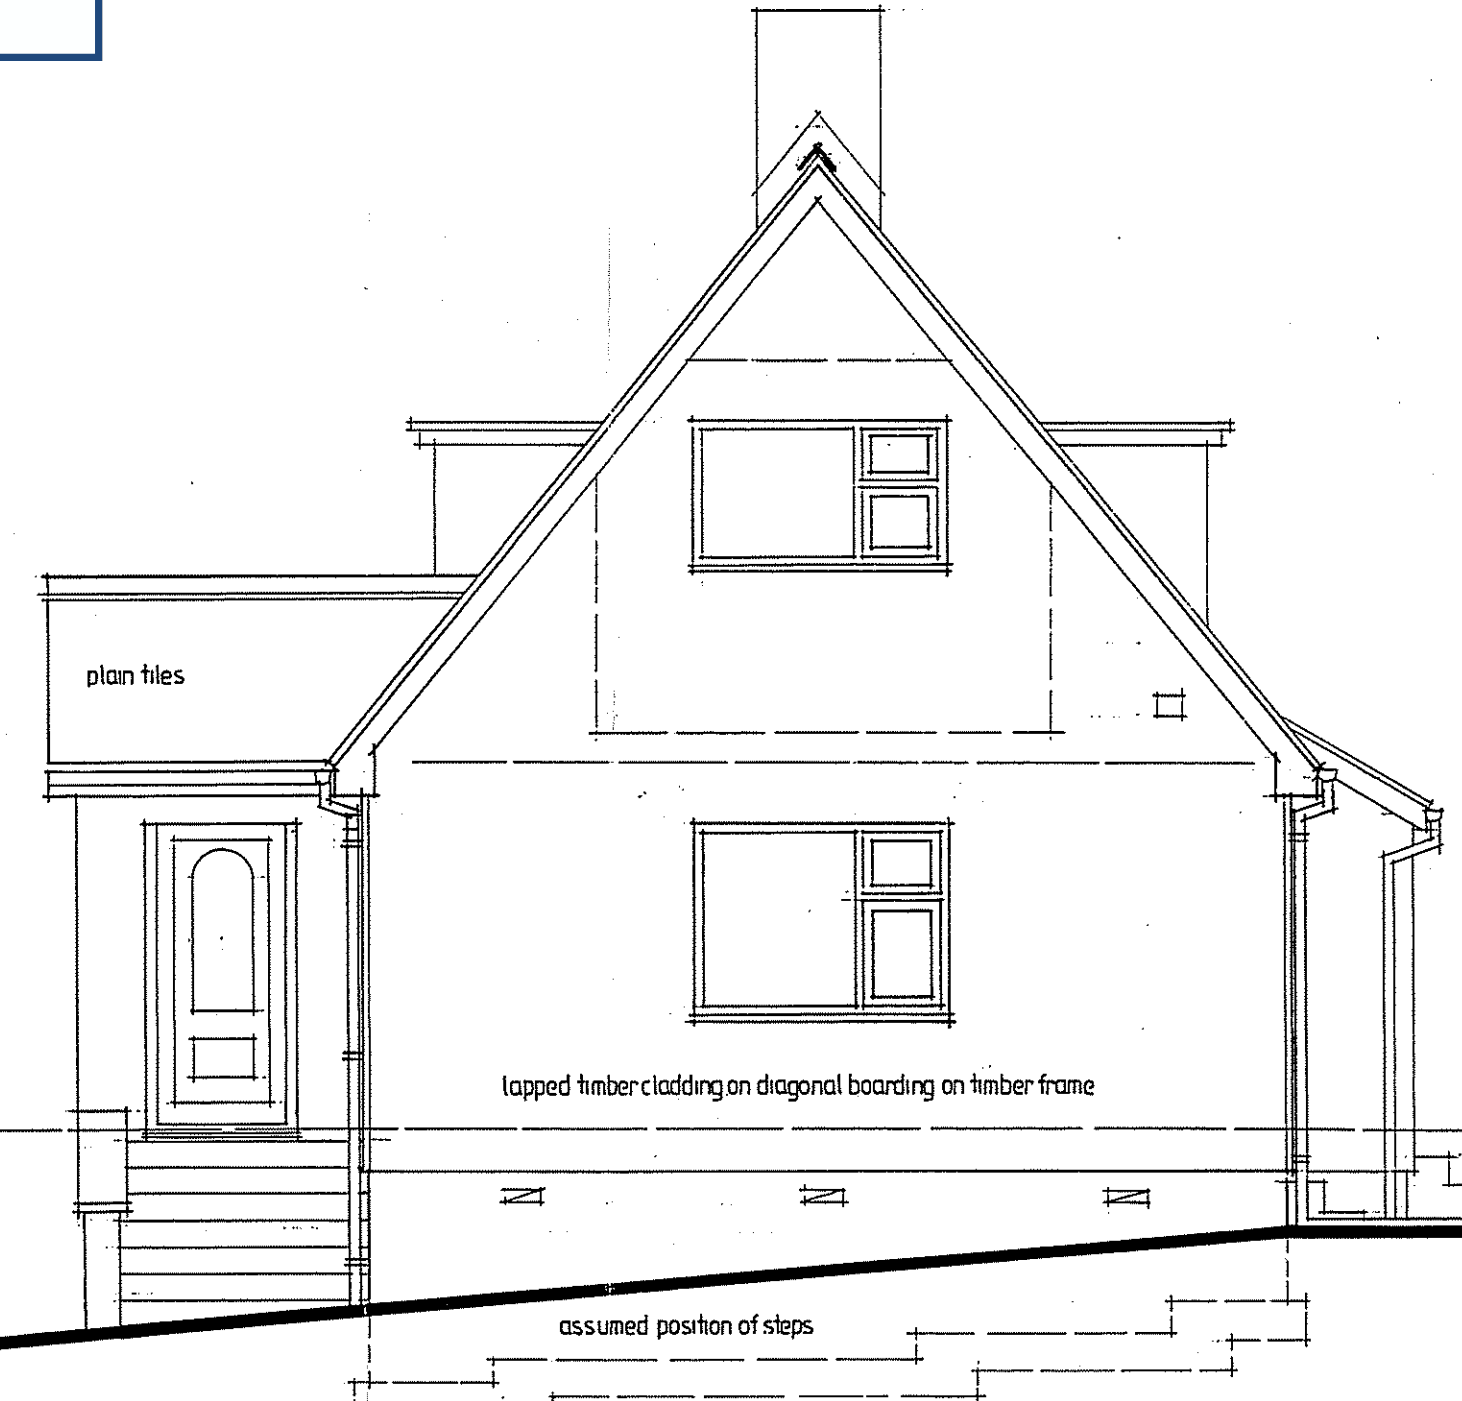 plain tiles
lapped timber cladding on diagonal boarding on timber frame
assumed position of steps